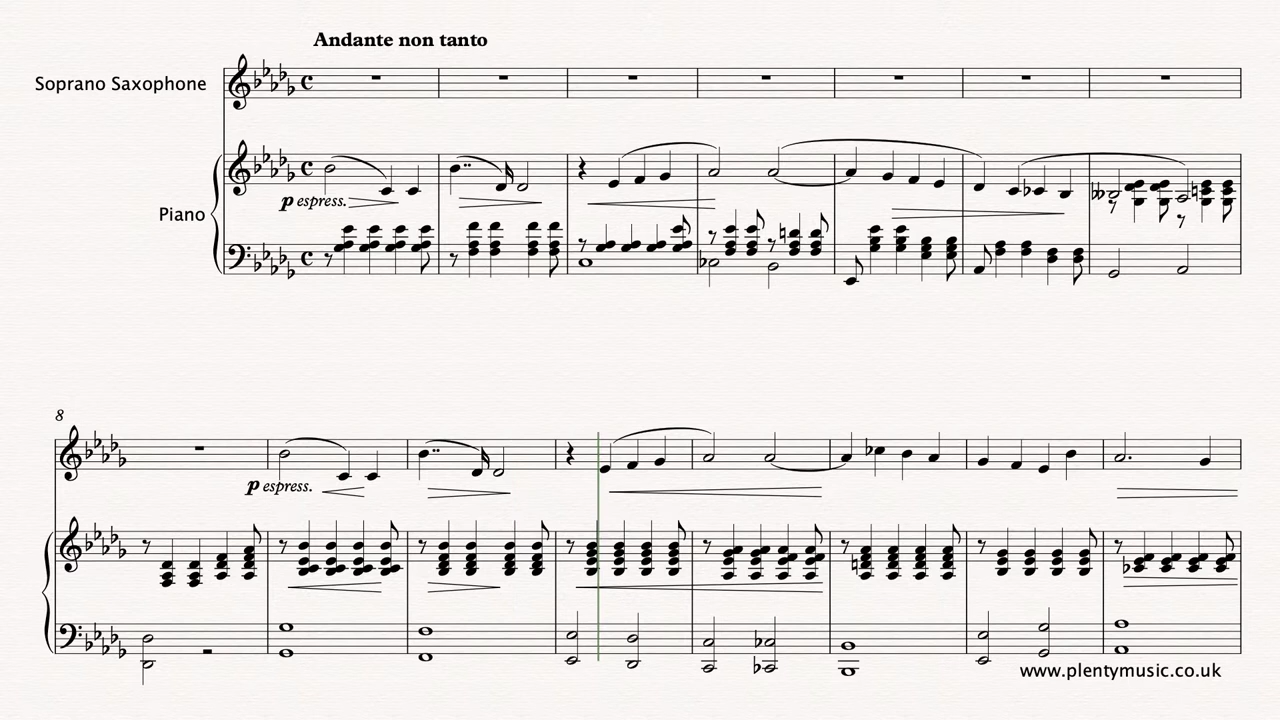 Andante non tanto
Soprano Saxophone
p espress.
Piano
8
p espress.
www.plentymusic.co.uk